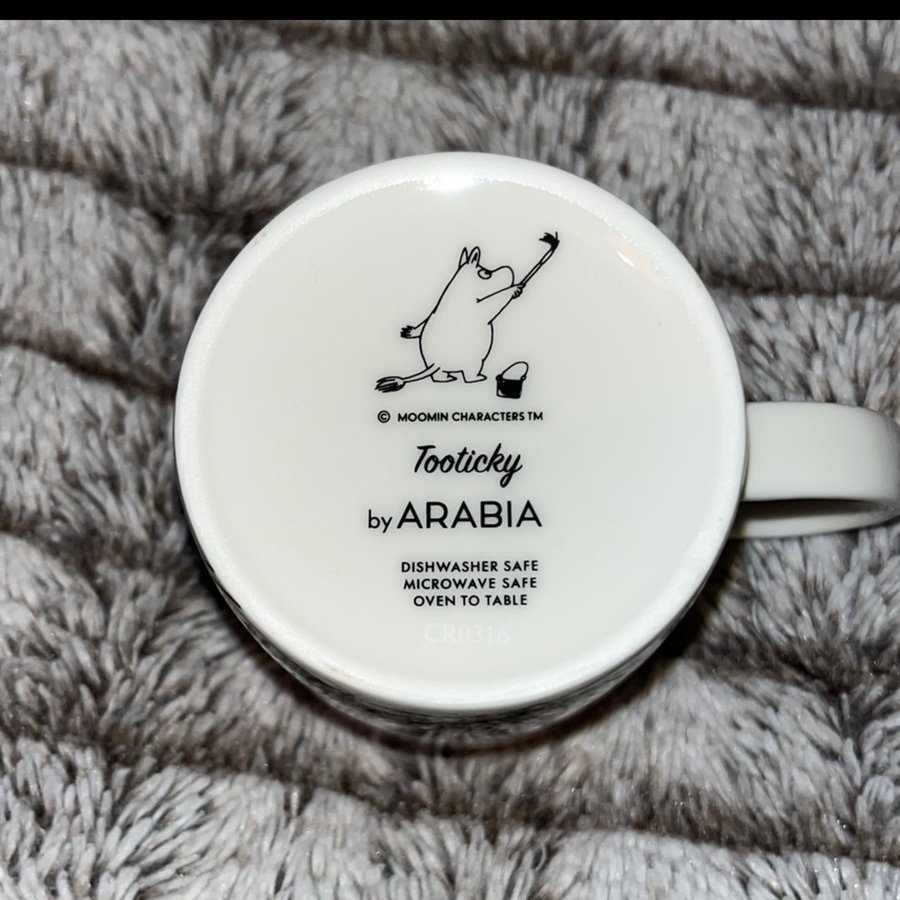 © MOOMIN CHARACTERS TM
Tooticky
by ARABIA
DISHWASHER SAFE
MICROWAVE SAFE
OVEN TO TABLE
CR0316